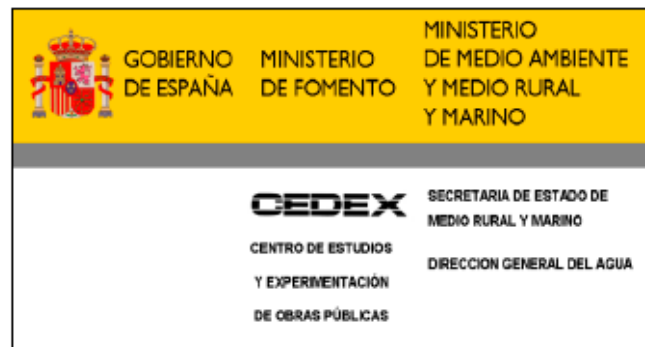 GOBIERNO
DE ESPAÑA
MINISTERIO
DE FOMENTO
MINISTERIO
DE MEDIO AMBIENTE
Y MEDIO RURAL
Y MARINO
CEDEX
CENTRO DE ESTUDIOS
Y EXPERIMENTACIÓN
DE OBRAS PÚBLICAS
SECRETARIA DE ESTADO DE
MEDIO RURAL Y MARINO
DIRECCION GENERAL DEL AGUA